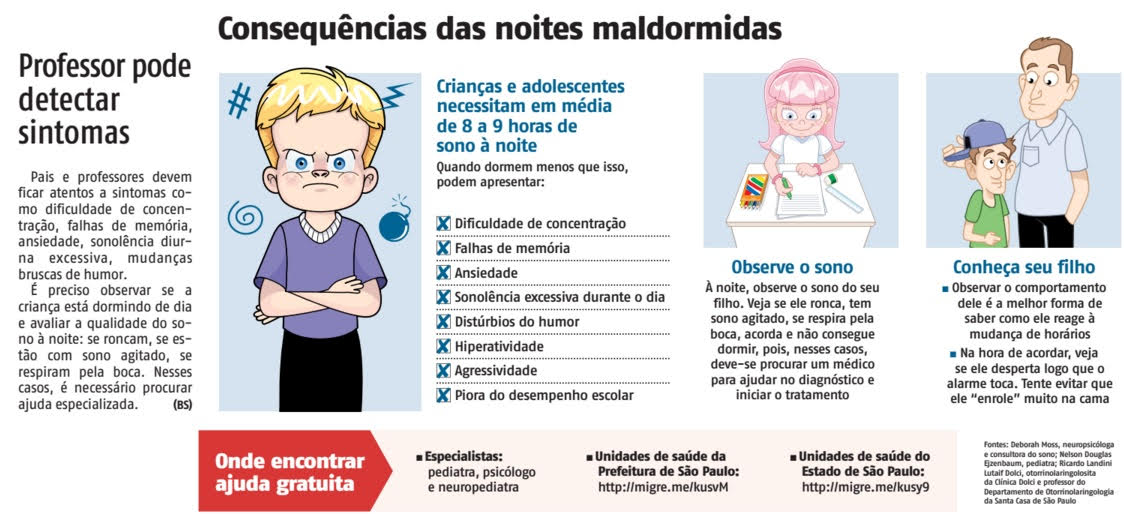 Consequências das noites maldormidas
Professor pode
detectar
sintomas
Pais e professores devem
ficar atentos a sintomas co-
mo dificuldade de concen-
tração, falhas de memória,
ansiedade, sonolência diur-
na excessiva, mudanças
bruscas de humor.
É preciso observar se a
criança está dormindo de dia
e avaliar a qualidade do so-
no à noite: se roncam, se es-
tão com sono agitado, se
respiram pela boca. Nesses
casos, é necessário procurar
ajuda especializada. (BS)
#
Crianças e adolescentes
necessitam em média
de 8 a 9 horas de
sono à noite
Quando dormem menos que isso,
podem apresentar:
Dificuldade de concentração
Falhas de memória
Ansiedade
Sonolência excessiva durante o dia
Distúrbios do humor
Hiperatividade
Agressividade
Piora do desempenho escolar
Observe o sono
À noite, observe o sono do seu
filho. Veja se ele ronca, tem
sono agitado, se respira pela
boca, acorda e não consegue
dormir, pois, nesses casos,
deve-se procurar um médico
para ajudar no diagnóstico e
iniciar o tratamento
Conheça seu filho
■ Observar o comportamento
dele é a melhor forma de
saber como ele reage à
mudança de horários
■ Na hora de acordar, veja
se ele desperta logo que o
alarme toca. Tente evitar que
ele “enrole” muito na cama
Onde encontrar
ajuda gratuita
■ Especialistas:
pediatra, psicólogo
e neuropediatra
■ Unidades de saúde da
Prefeitura de São Paulo:
http://migre.me/kusvM
■ Unidades de saúde do
Estado de São Paulo:
http://migre.me/kusy9
Fontes: Deborah Moss, neuropsicóloga
e consultora do sono; Nelson Douglas
Ejzenbaum, pediatra; Ricardo Landini
Lutaif Dolci, otorrinolaringolosita
da Clínica Dolci e professor do
Departamento de Otorrinolaringologia
da Santa Casa de São Paulo